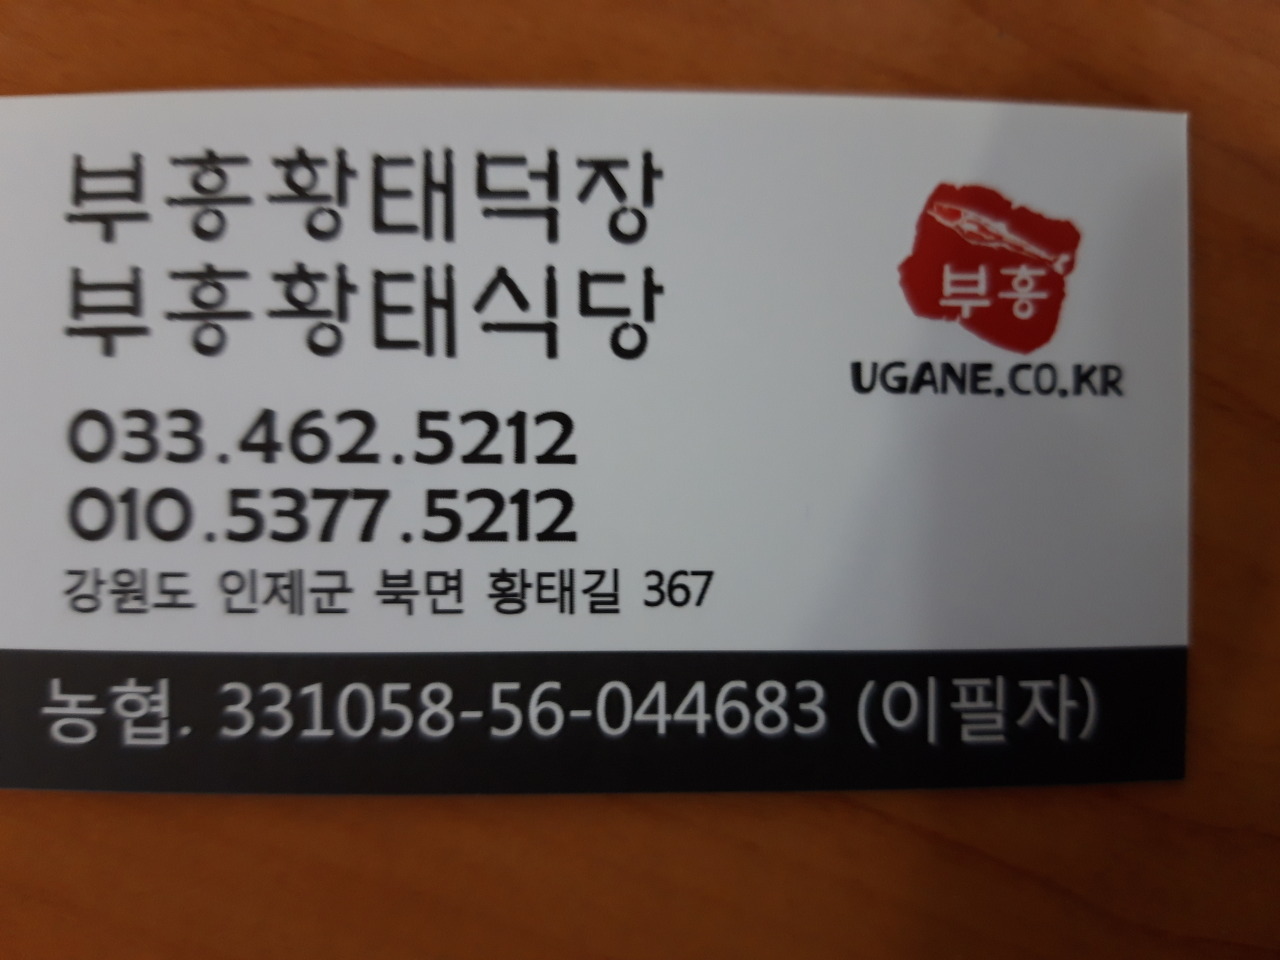 부흥황태덕장
부흥황태식당
033.462.5212
010.5377.5212
강원도 인제군 북면 황태길 367
부흥
UGANE.CO.KR
농협. 331058-56-044683 (이필자)